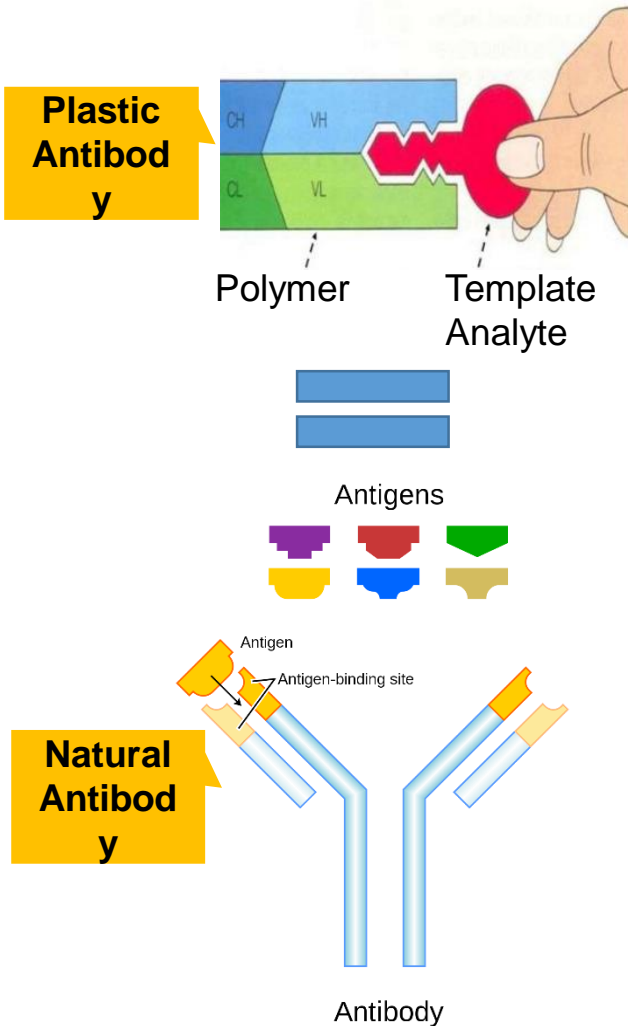 Plastic
Antibod
y
CH
VH
CL
VL
Polymer
Template
Analyte
Antigens
Antigen
Antigen-binding site
Natural
Antibod
y
Antibody